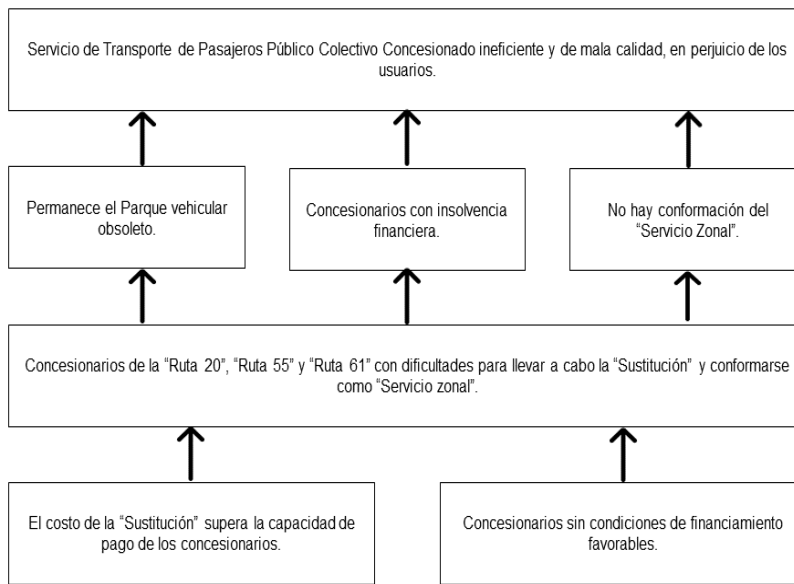 Servicio de Transporte de Pasajeros Público Colectivo Concesionado ineficiente y de mala calidad, en perjuicio de los
usuarios.
Permanece el Parque vehicular
obsoleto.
Concesionarios con insolvencia
financiera.
No hay conformación del
“Servicio Zonal”.
Concesionarios de la “Ruta 20”, “Ruta 55” y “Ruta 61” con dificultades para llevar a cabo la “Sustitución” y conformarse
como “Servicio zonal”.
El costo de la “Sustitución” supera la capacidad de
pago de los concesionarios.
Concesionarios sin condiciones de financiamiento
favorables.